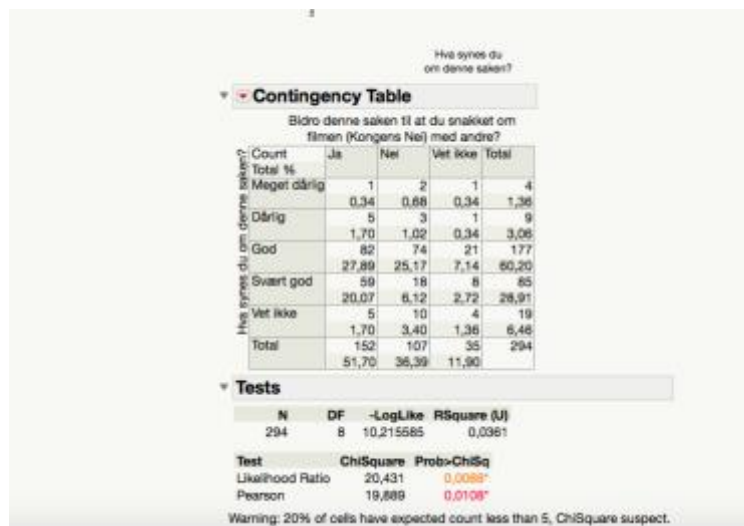 Hva synes du
om denne saken?
Contingency Table
Bidro denne saken til at du snakket om
filmen (Kongens Nei) med andre?
Hva synes du om denne saken?
Count Ja Nei Vet ikke Total
Total %
Meget dårlig 1 2 1 4
0,34 0,68 0,34 1,36
Dårlig 5 3 1 9
1,70 1,02 0,34 3,06
God 82 74 21 177
27,89 25,17 7,14 60,20
Svært god 59 18 8 85
20,07 6,12 2,72 28,91
Vet ikke 5 10 4 19
1,70 3,40 1,36 6,46
Total 152 107 35 294
51,70 36,39 11,90
Tests
N DF -LogLike RSquare (U)
294 8 10,215585 0,0361
Test ChiSquare Prob>ChiSq
Likelihood Ratio 20,431 0,0088*
Pearson 19,889 0,0108*
Warning: 20% of cells have expected count less than 5, ChiSquare suspect.